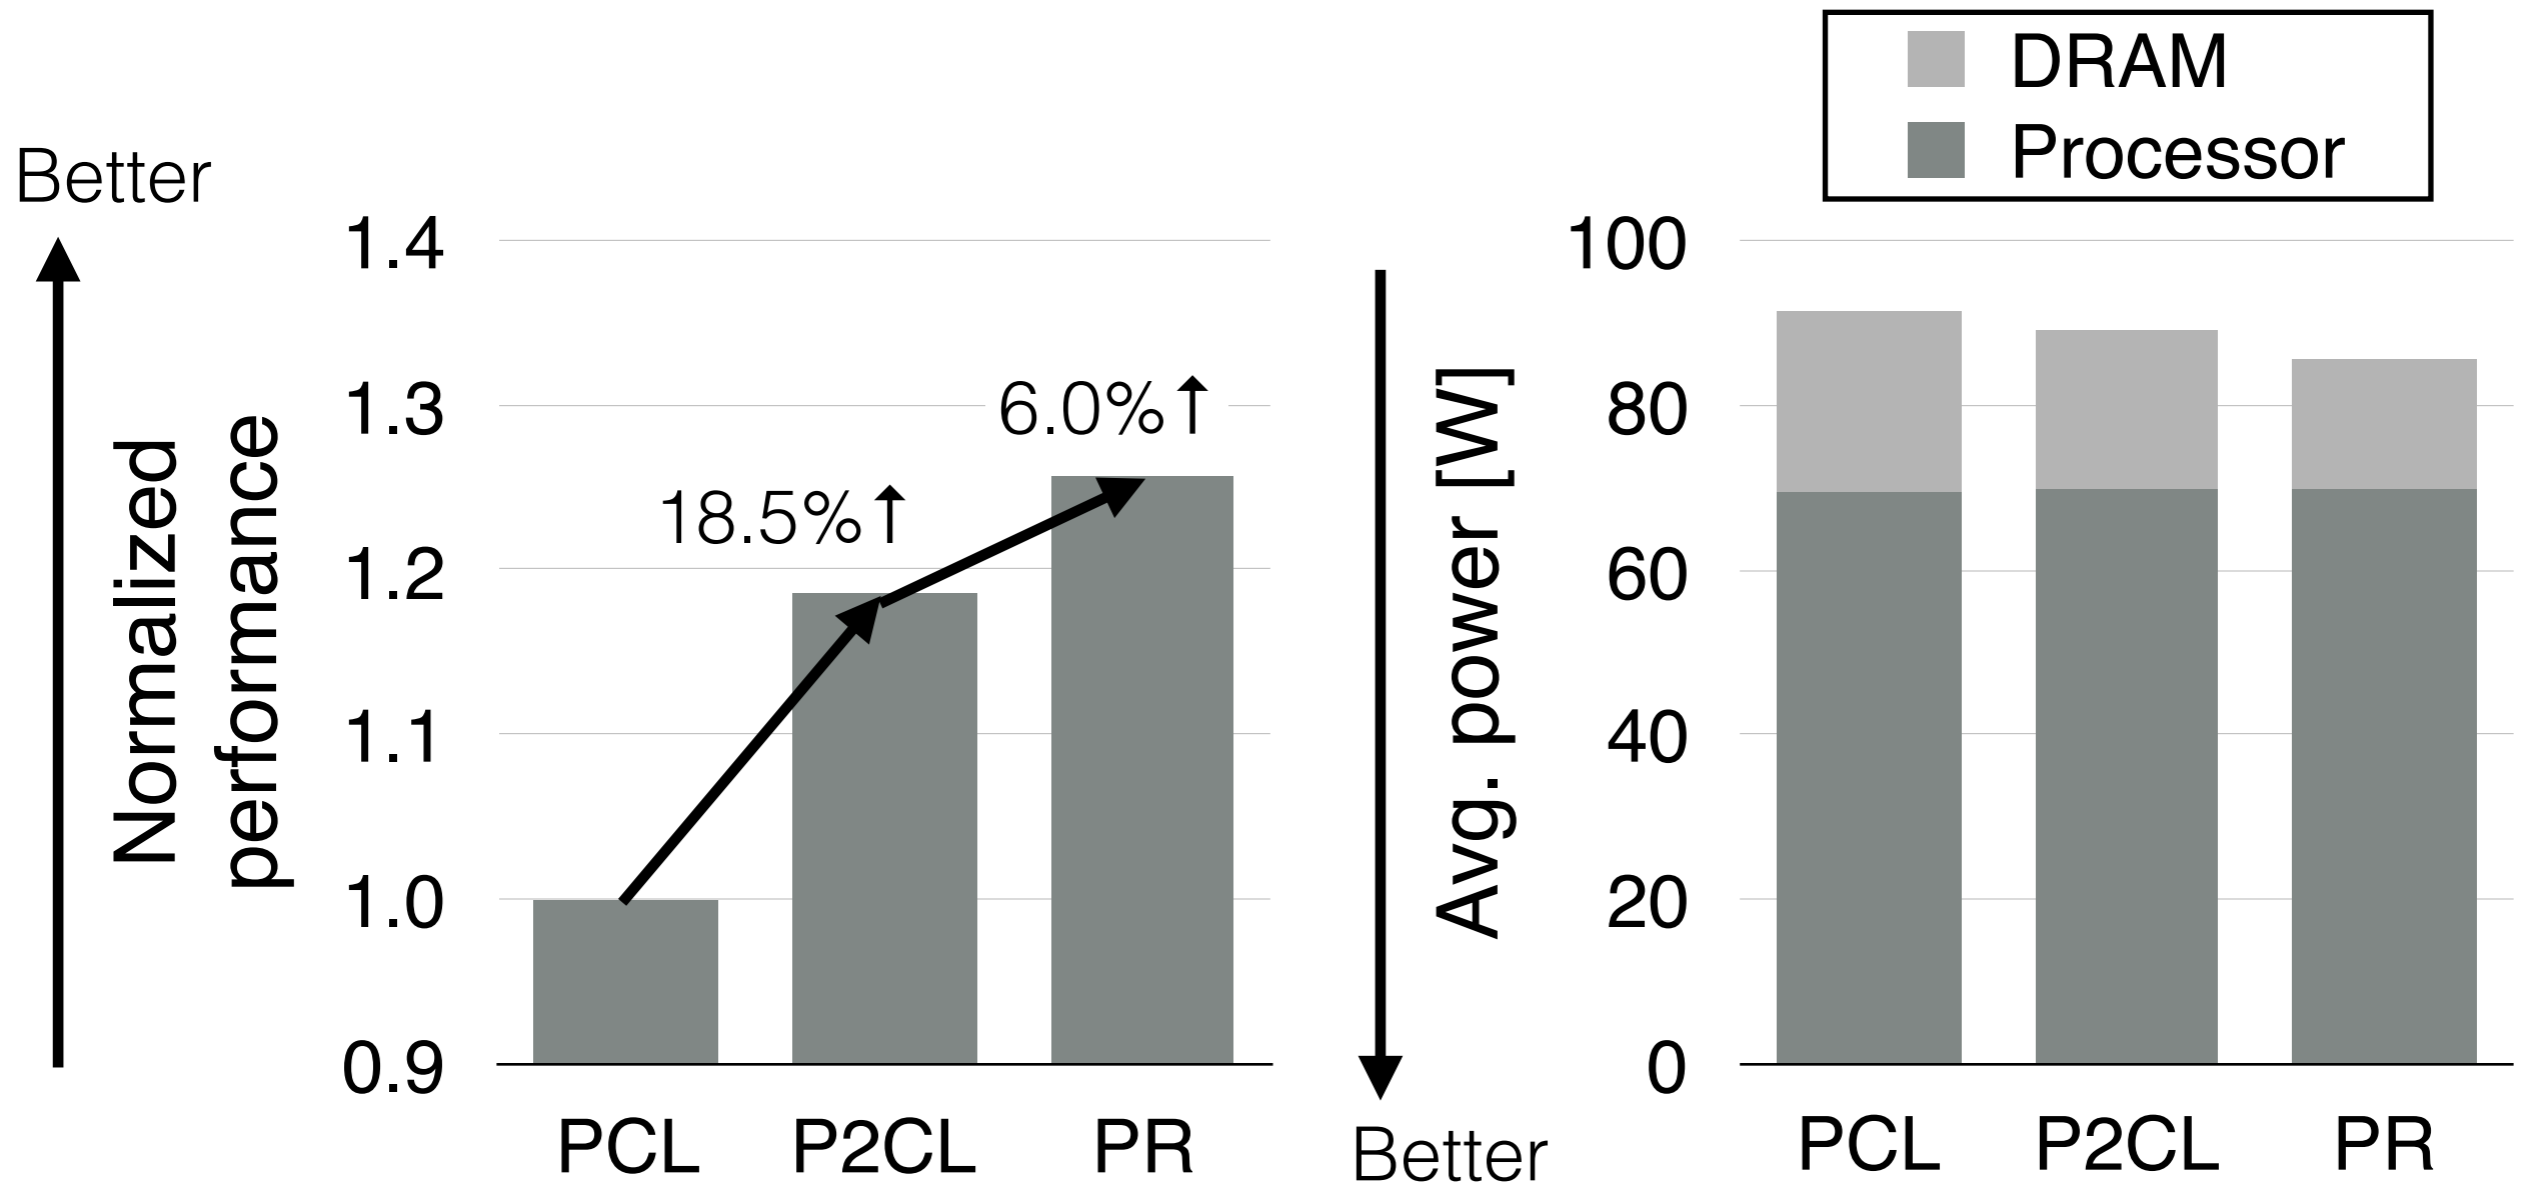 Better
Normalized
performance
1.4
1.3
1.2
1.1
1.0
0.9
18.5%↑
6.0%↑
PCL P2CL PR
DRAM
Processor
Avg. power [W]
Better
100
80
60
40
20
0
PCL P2CL PR